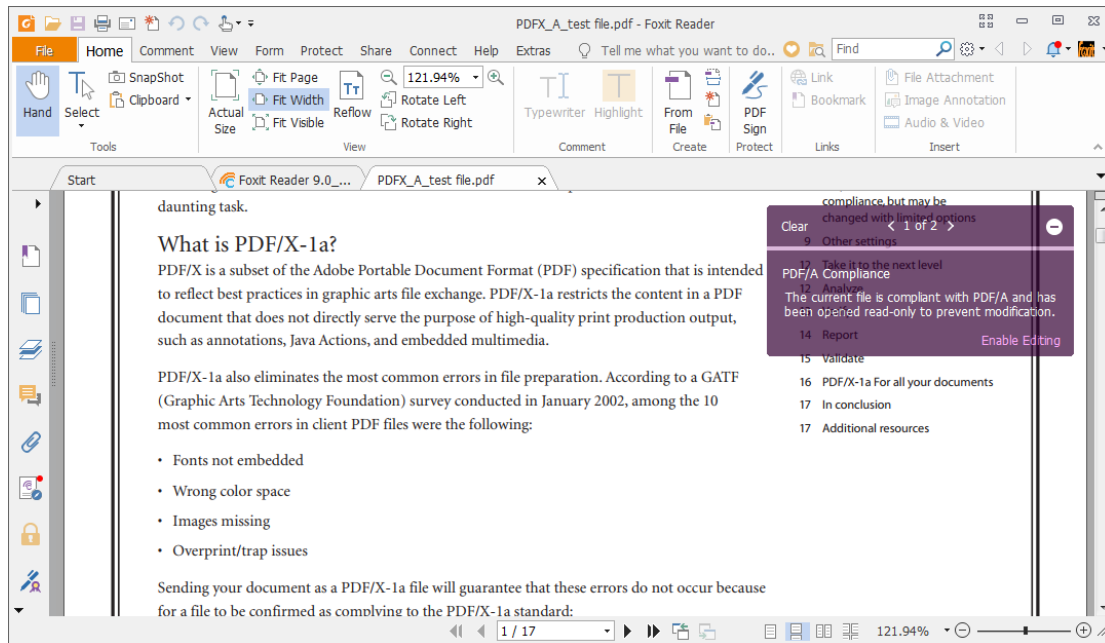 PDFX_A_test file.pdf - Foxit Reader
File Home Comment View Form Protect Share Connect Help Extras Tell me what you want to do.. Find
Hand
Select
SnapShot
Clipboard
Tools
Actual Size
Fit Page
Fit Width
Fit Visible
Reflow
121.94%
Rotate Left
Rotate Right
View
Typewriter
Highlight
Comment
From File
Create
PDF Sign
Protect
Link
Bookmark
Links
File Attachment
Image Annotation
Audio & Video
Insert
Start
Foxit Reader 9.0_...
PDFX_A_test file.pdf x
daunting task.
What is PDF/X-1a?
PDF/X is a subset of the Adobe Portable Document Format (PDF) specification that is intended
to reflect best practices in graphic arts file exchange. PDF/X-1a restricts the content in a PDF
document that does not directly serve the purpose of high-quality print production output,
such as annotations, Java Actions, and embedded multimedia.
PDF/X-1a also eliminates the most common errors in file preparation. According to a GATF
(Graphic Arts Technology Foundation) survey conducted in January 2002, among the 10
most common errors in client PDF files were the following:
• Fonts not embedded
• Wrong color space
• Images missing
• Overprint/trap issues
Sending your document as a PDF/X-1a file will guarantee that these errors do not occur because
for a file to be confirmed as complying to the PDF/X-1a standard:
compliance, but may be
changed with limited options
9 Other settings
12 Take it to the next level
12 Analyze
14 Report
15 Validate
16 PDF/X-1a For all your documents
17 In conclusion
17 Additional resources
Clear < 1 of 2 >
PDF/A Compliance
The current file is compliant with PDF/A and has
been opened read-only to prevent modification.
Enable Editing
1 / 17
121.94%